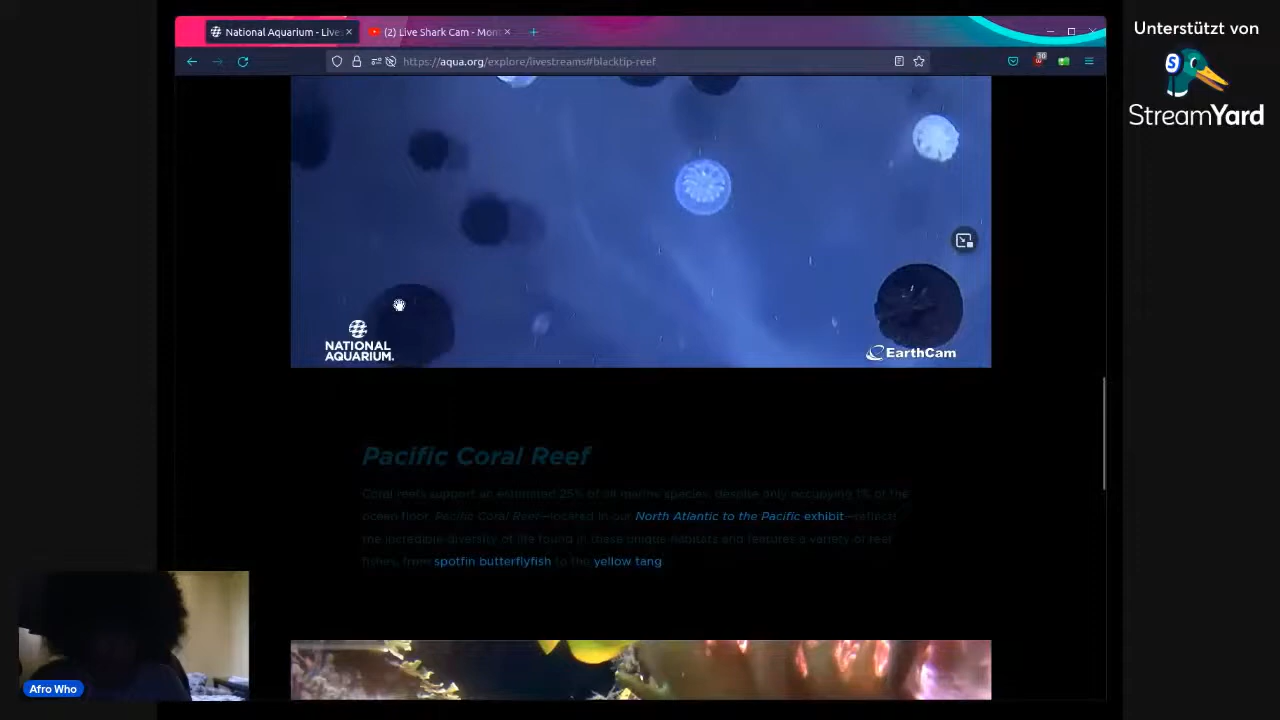 National Aquarium - Live
(2) Live Shark Cam - Mont
Unterstützt von
S
StreamYard
https://aqua.org/explore/livestreams#blacktip-reef
NATIONAL
AQUARIUM.
EarthCam
Pacific Coral Reef
Coral reefs support an estimated 25% of all marine species, despite only occupying 1% of the
ocean floor. Pacific Coral Reef—located in our North Atlantic to the Pacific exhibit—reflects
the incredible diversity of life found in these unique habitats and features a variety of reef
fishes, from spotfin butterflyfish to the yellow tang.
Afro Who